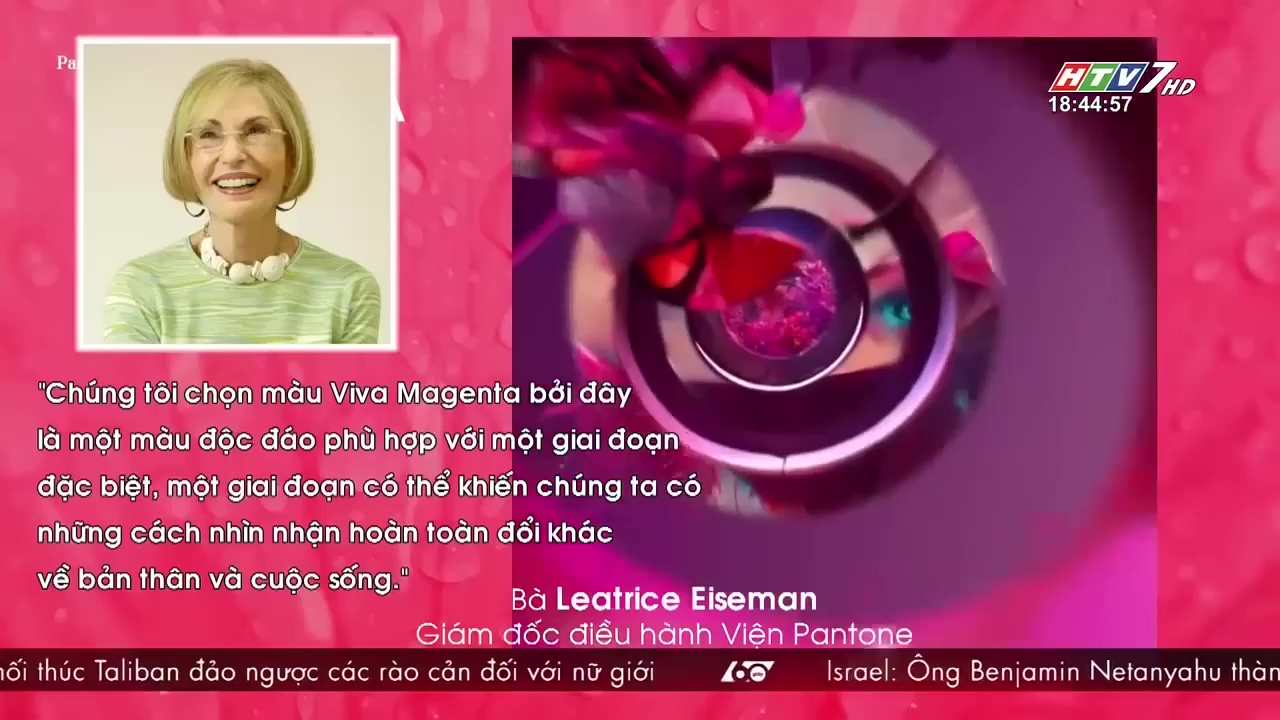 HTV7 HD
18:44:57
"Chúng tôi chọn màu Viva Magenta bởi đây
là một màu độc đáo phù hợp với một giai đoạn
đặc biệt, một giai đoạn có thể khiến chúng ta có
những cách nhìn nhận hoàn toàn đổi khác
về bản thân và cuộc sống."
Bà Leatrice Eiseman
Giám đốc điều hành Viện Pantone
thúc Taliban đảo ngược các rào cản đối với nữ giới 60 Israel: Ông Benjamin Netanyahu